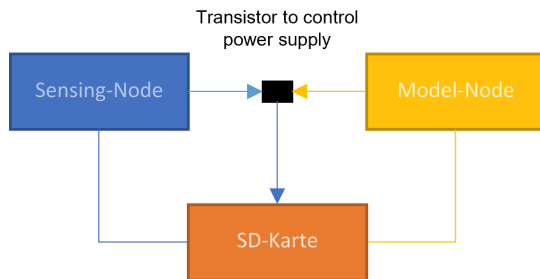 Transistor to control
power supply
Sensing-Node
Model-Node
SD-Karte